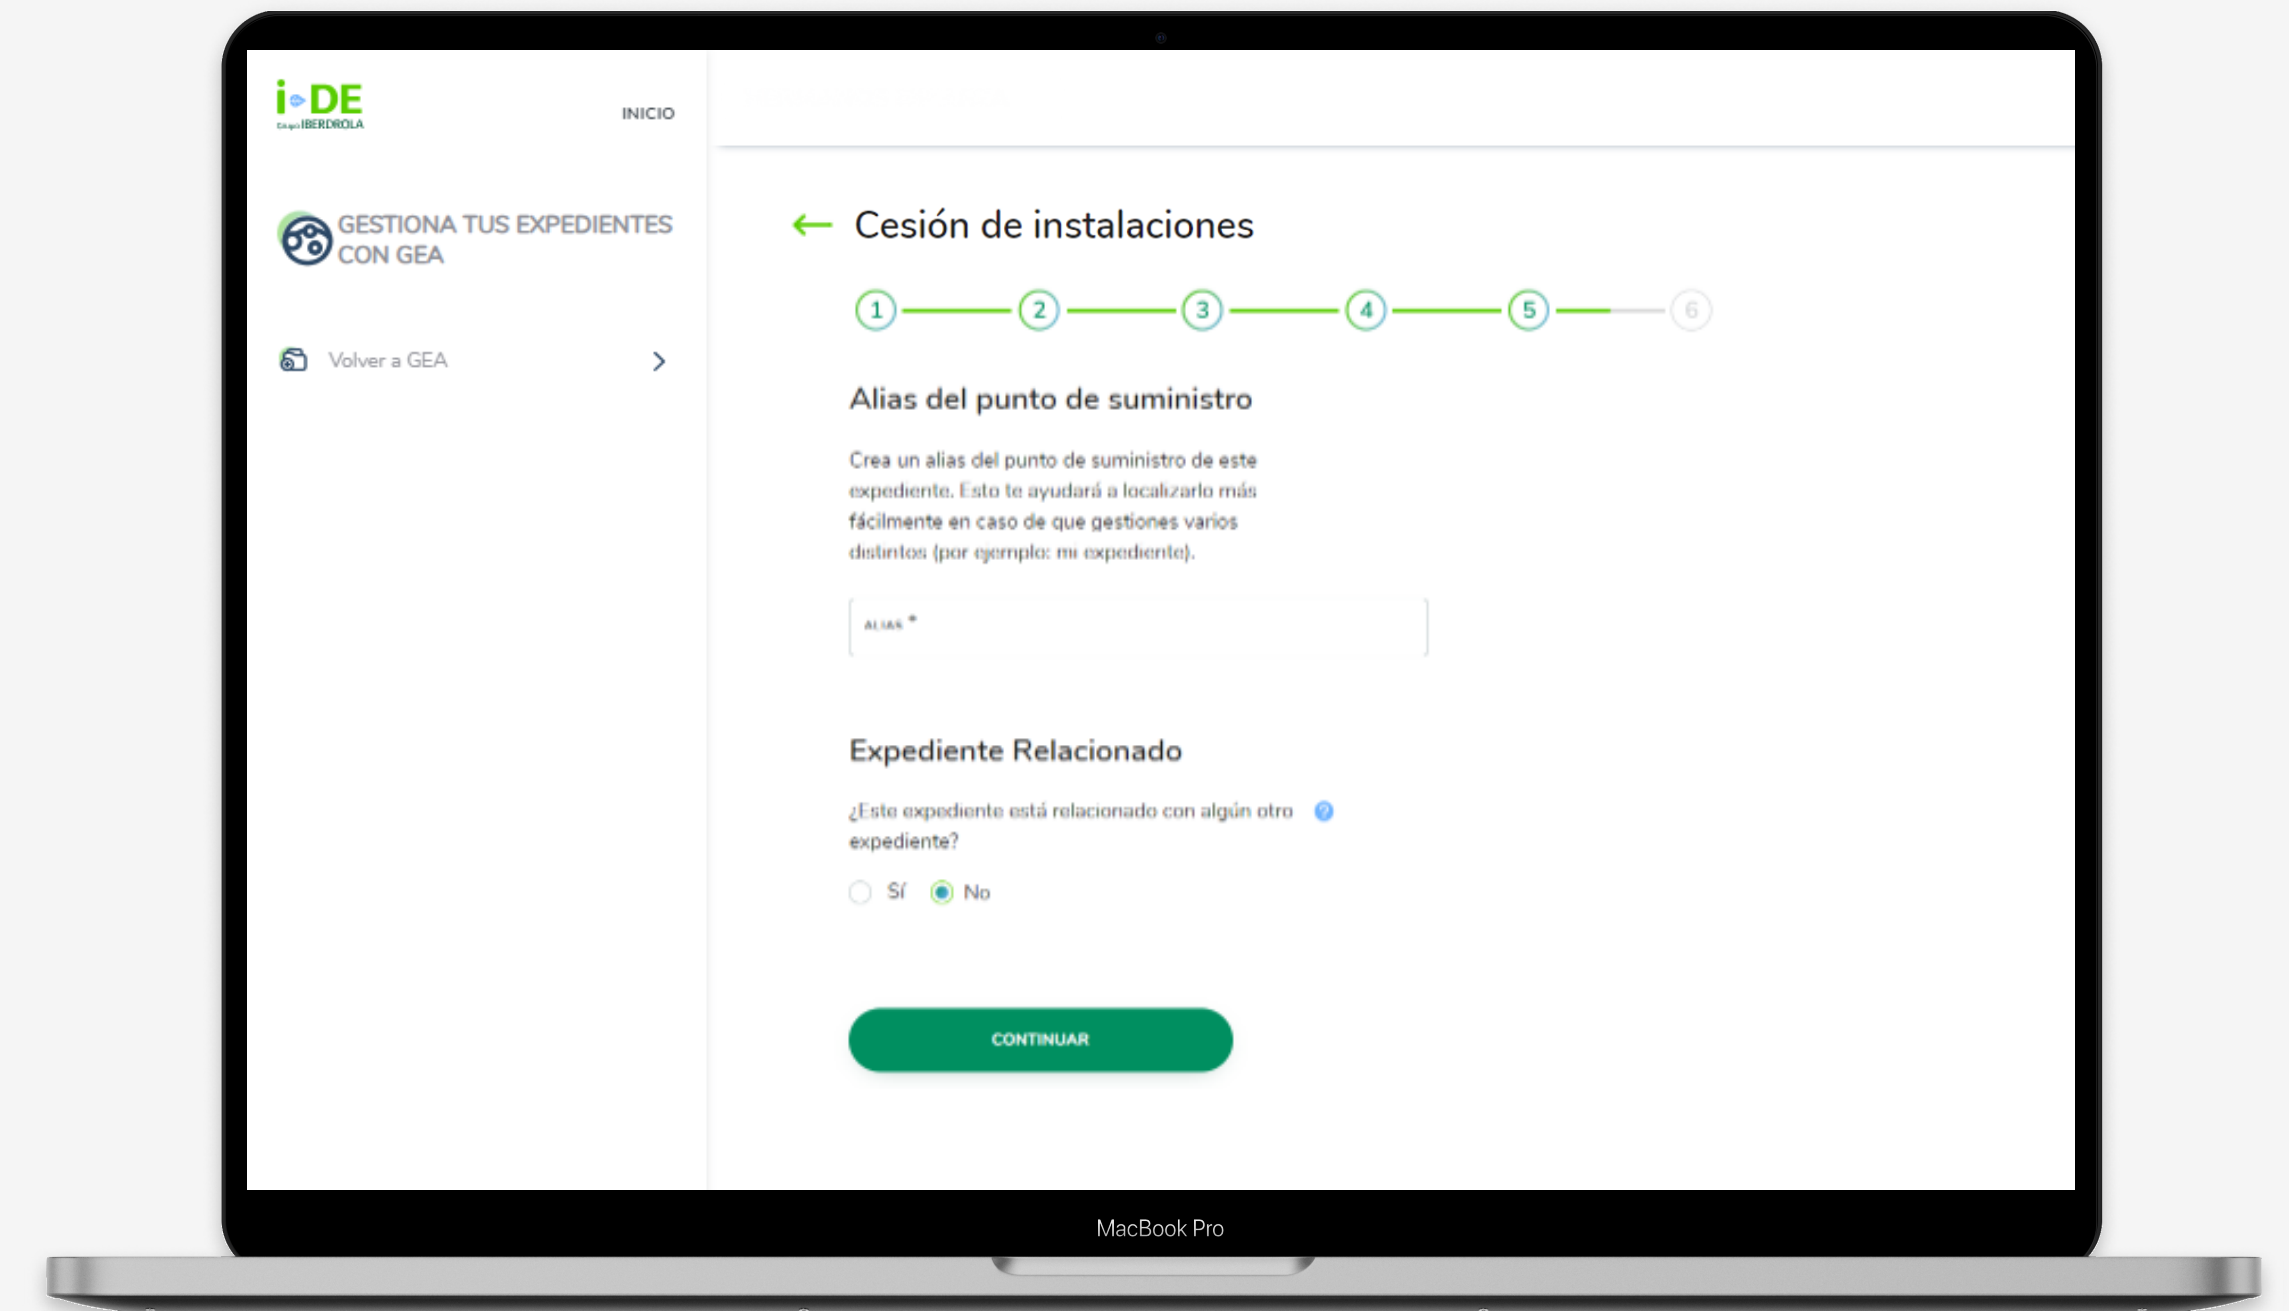 i-DE
Grupo IBERDROLA
INICIO
GESTIONA TUS EXPEDIENTES
CON GEA
Volver a GEA
Cesión de instalaciones
1 2 3 4 5 6
Alias del punto de suministro
Crea un alias del punto de suministro de este
expediente. Esto te ayudará a localizarlo más
fácilmente en caso de que gestiones varios
distintos (por ejemplo: mi expediente).
ALIAS *
Expediente Relacionado
¿Este expediente está relacionado con algún otro ?
expediente?
Sí No
CONTINUAR
MacBook Pro